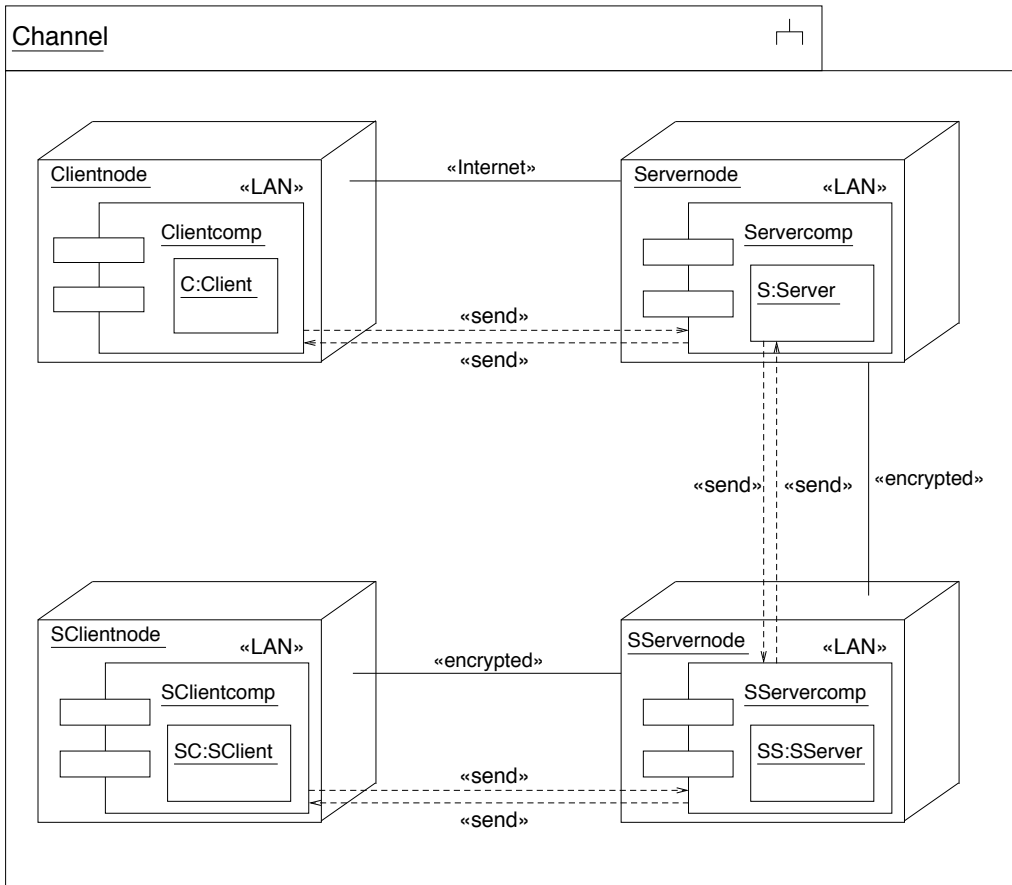 Channel
Clientnode
«LAN»
Clientcomp
C:Client
«Internet»
Servernode
«LAN»
Servercomp
S:Server
«send»
«send»
«send»
«send»
«encrypted»
SClientnode
«LAN»
SClientcomp
SC:SClient
«encrypted»
SServernode
«LAN»
SServercomp
SS:SServer
«send»
«send»